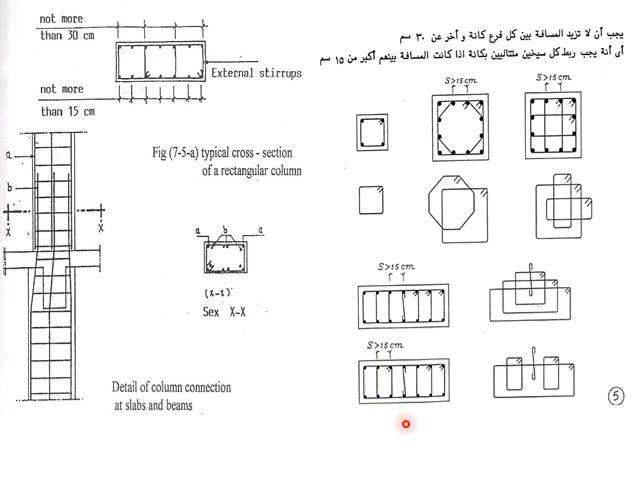 not more
than 30 cm
External stirrups
not more
than 15 cm
Fig (7-5-a) typical cross - section
of a rectangular column
a
b
X
X
a
b
a
(X-X)
Sex X-X
Detail of column connection
at slabs and beams
يجب أن لا تزيد المسافة بين كل فرع كانة و أخر عن ٣٠ سم
أى أنة يجب ربط كل سيخين متتاليين بكانة اذا كانت المسافة بينهم أكبر من ١٥ سم
S>15 cm.
S>15 cm.
S>15 cm.
S>15 cm.
5